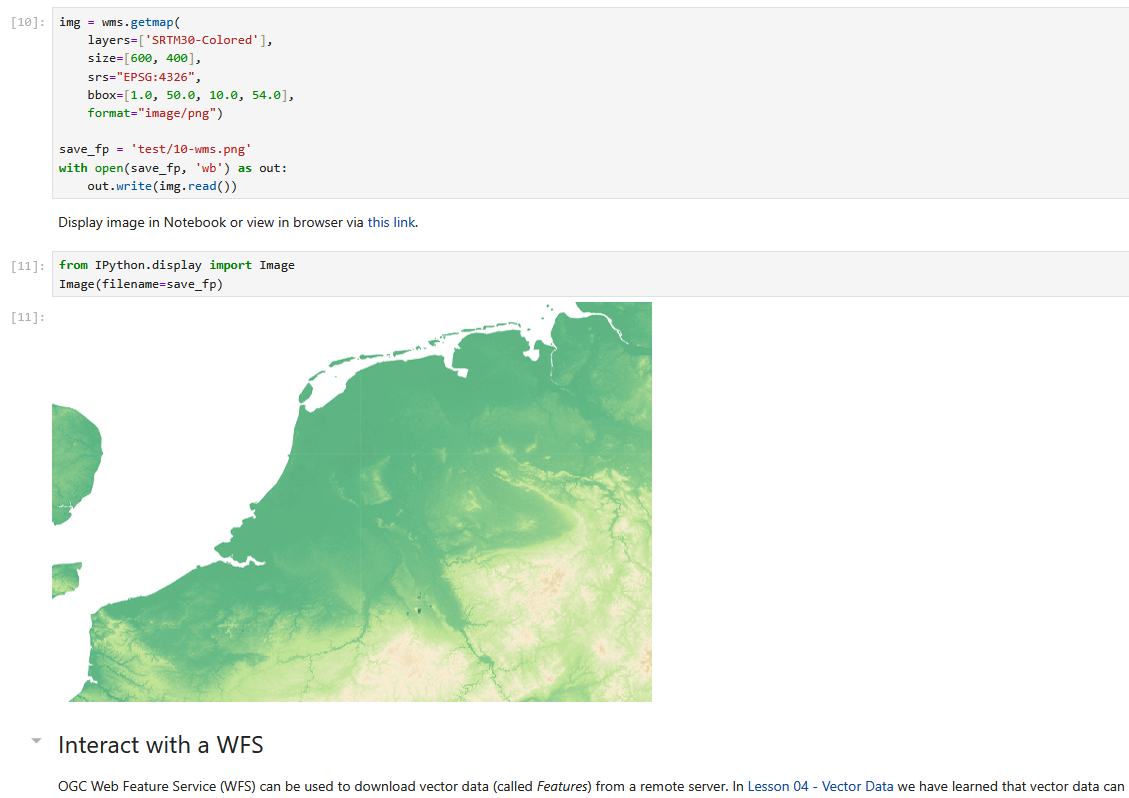 [10]: img = wms.getmap(
layers=['SRTM30-Colored'],
size=[600, 400],
srs="EPSG:4326",
bbox=[1.0, 50.0, 10.0, 54.0],
format="image/png")
save_fp = 'test/10-wms.png'
with open(save_fp, 'wb') as out:
out.write(img.read())
Display image in Notebook or view in browser via this link.
[11]: from IPython.display import Image
Image(filename=save_fp)
[11]:
Interact with a WFS
OGC Web Feature Service (WFS) can be used to download vector data (called Features) from a remote server. In Lesson 04 - Vector Data we have learned that vector data can